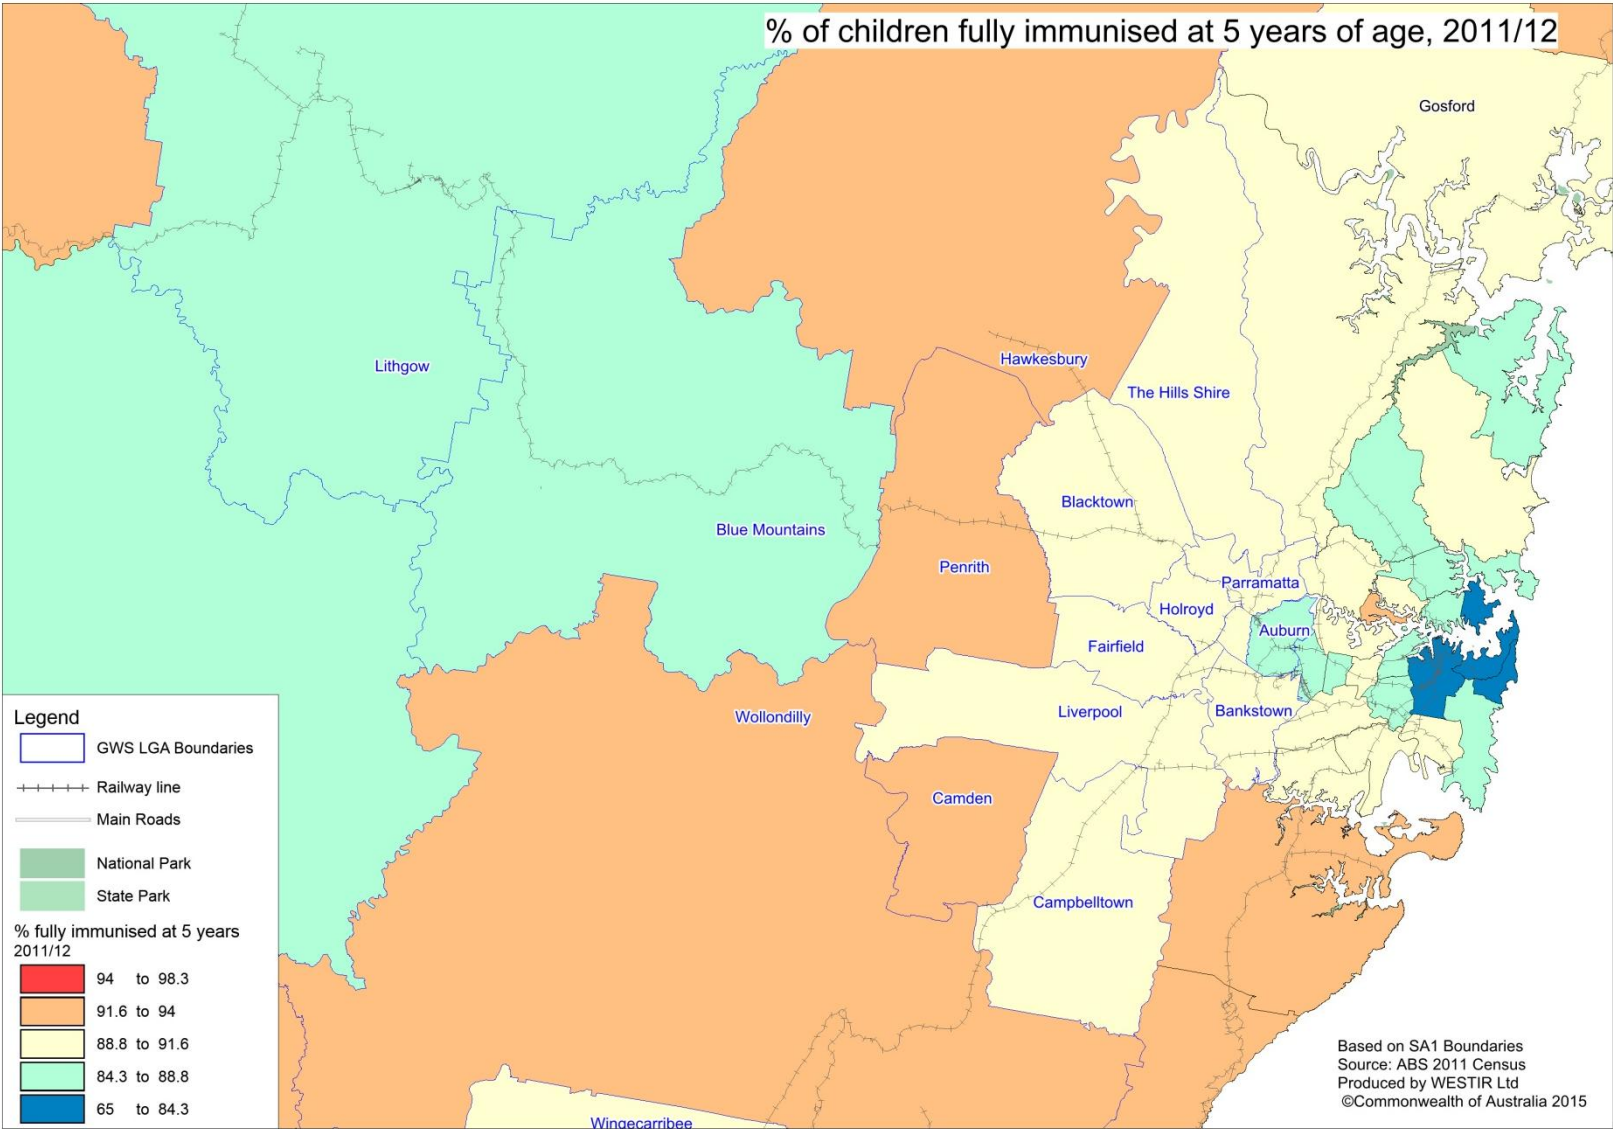 % of children fully immunised at 5 years of age, 2011/12
Gosford
Hawkesbury
Lithgow
The Hills Shire
Blacktown
Blue Mountains
Penrith
Parramatta
Holroyd
Auburn
Fairfield
Wollondilly
Liverpool
Bankstown
Camden
Campbelltown
Wingecarribee
Legend
GWS LGA Boundaries
Railway line
Main Roads
National Park
State Park
% fully immunised at 5 years
2011/12
94 to 98.3
91.6 to 94
88.8 to 91.6
84.3 to 88.8
65 to 84.3
Based on SA1 Boundaries
Source: ABS 2011 Census
Produced by WESTIR Ltd
©Commonwealth of Australia 2015